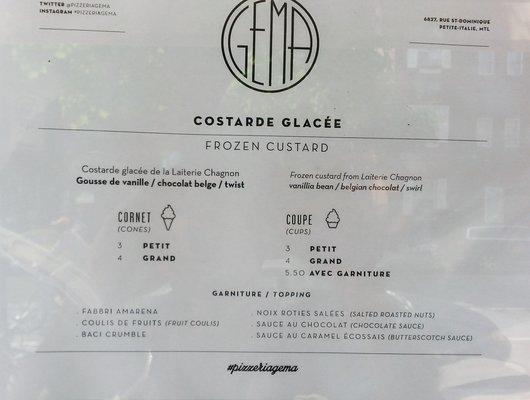 TWITTER @PIZZERIAGEMA
INSTAGRAM #PIZZERIAGEMA
GEMA
6827, RUE ST-DOMINIQUE
PETITE-ITALIE, MTL
COSTARDE GLACÉE
FROZEN CUSTARD
Costarde glacée de la Laiterie Chagnon
Gousse de vanille / chocolat belge / twist
Frozen custard from Laiterie Chagnon
vanillia bean / belgian chocolat / swirl
CORNET
(CONES)
3 PETIT
4 GRAND
COUPE
(CUPS)
3 PETIT
4 GRAND
5.50 AVEC GARNITURE
GARNITURE / TOPPING
. FABBRI AMARENA
. COULIS DE FRUITS (FRUIT COULIS)
. BACI CRUMBLE
. NOIX ROTIES SALÉES (SALTED ROASTED NUTS)
. SAUCE AU CHOCOLAT (CHOCOLATE SAUCE)
. SAUCE AU CARAMEL ÉCOSSAIS (BUTTERSCOTCH SAUCE)
#pizzeriagema